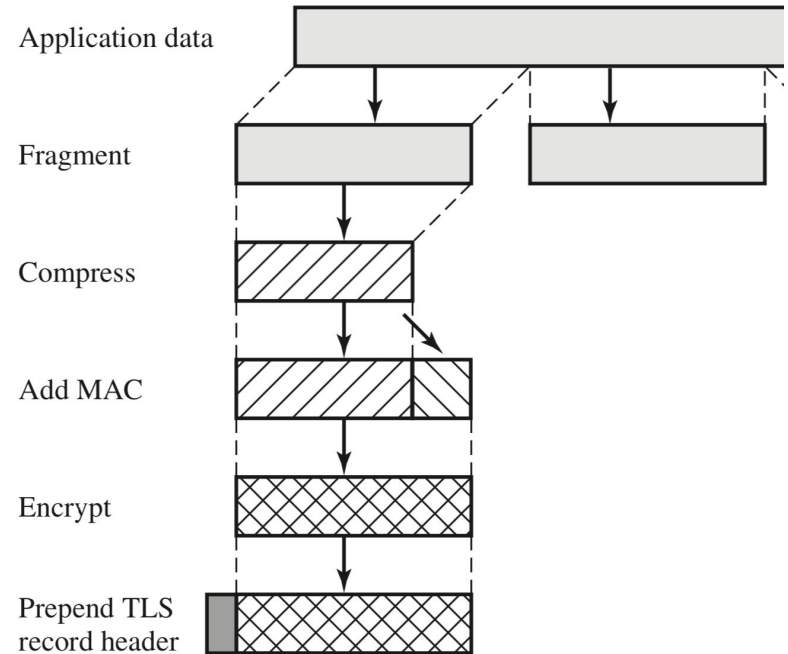 Application data
Fragment
Compress
Add MAC
Encrypt
Prepend TLS
record header